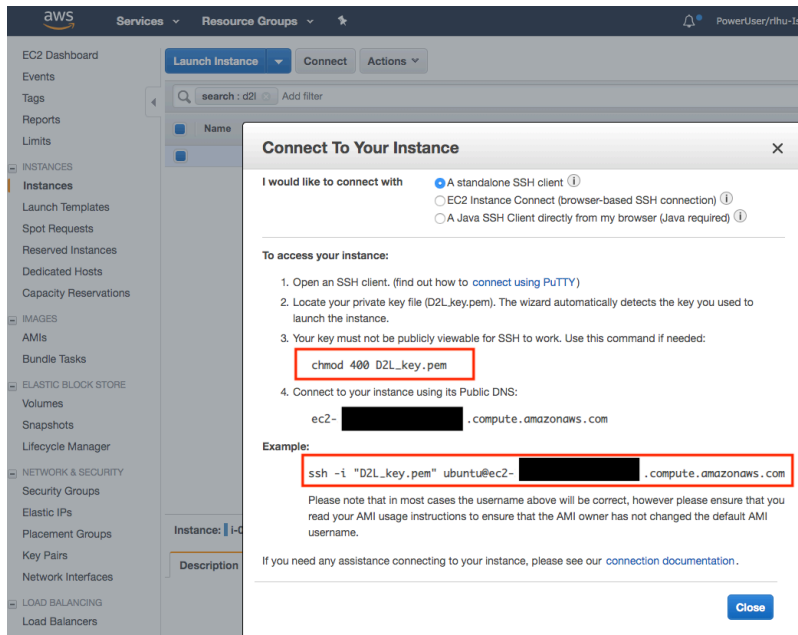 aws
Services
Resource Groups
PowerUser/rlhu-Is
EC2 Dashboard
Events
Tags
Reports
Limits
INSTANCES
Instances
Launch Templates
Spot Requests
Reserved Instances
Dedicated Hosts
Capacity Reservations
IMAGES
AMIs
Bundle Tasks
ELASTIC BLOCK STORE
Volumes
Snapshots
Lifecycle Manager
NETWORK & SECURITY
Security Groups
Elastic IPs
Placement Groups
Key Pairs
Network Interfaces
LOAD BALANCING
Load Balancers
Launch Instance
Connect
Actions
search : d2l
Add filter
Name
Instance:
Description
Connect To Your Instance
I would like to connect with
A standalone SSH client
EC2 Instance Connect (browser-based SSH connection)
A Java SSH Client directly from my browser (Java required)
To access your instance:
1. Open an SSH client. (find out how to connect using PuTTY)
2. Locate your private key file (D2L_key.pem). The wizard automatically detects the key you used to
launch the instance.
3. Your key must not be publicly viewable for SSH to work. Use this command if needed:
chmod 400 D2L_key.pem
4. Connect to your instance using its Public DNS:
ec2- .compute.amazonaws.com
Example:
ssh -i "D2L_key.pem" ubuntu@ec2- .compute.amazonaws.com
Please note that in most cases the username above will be correct, however please ensure that you
read your AMI usage instructions to ensure that the AMI owner has not changed the default AMI
username.
If you need any assistance connecting to your instance, please see our connection documentation.
Close